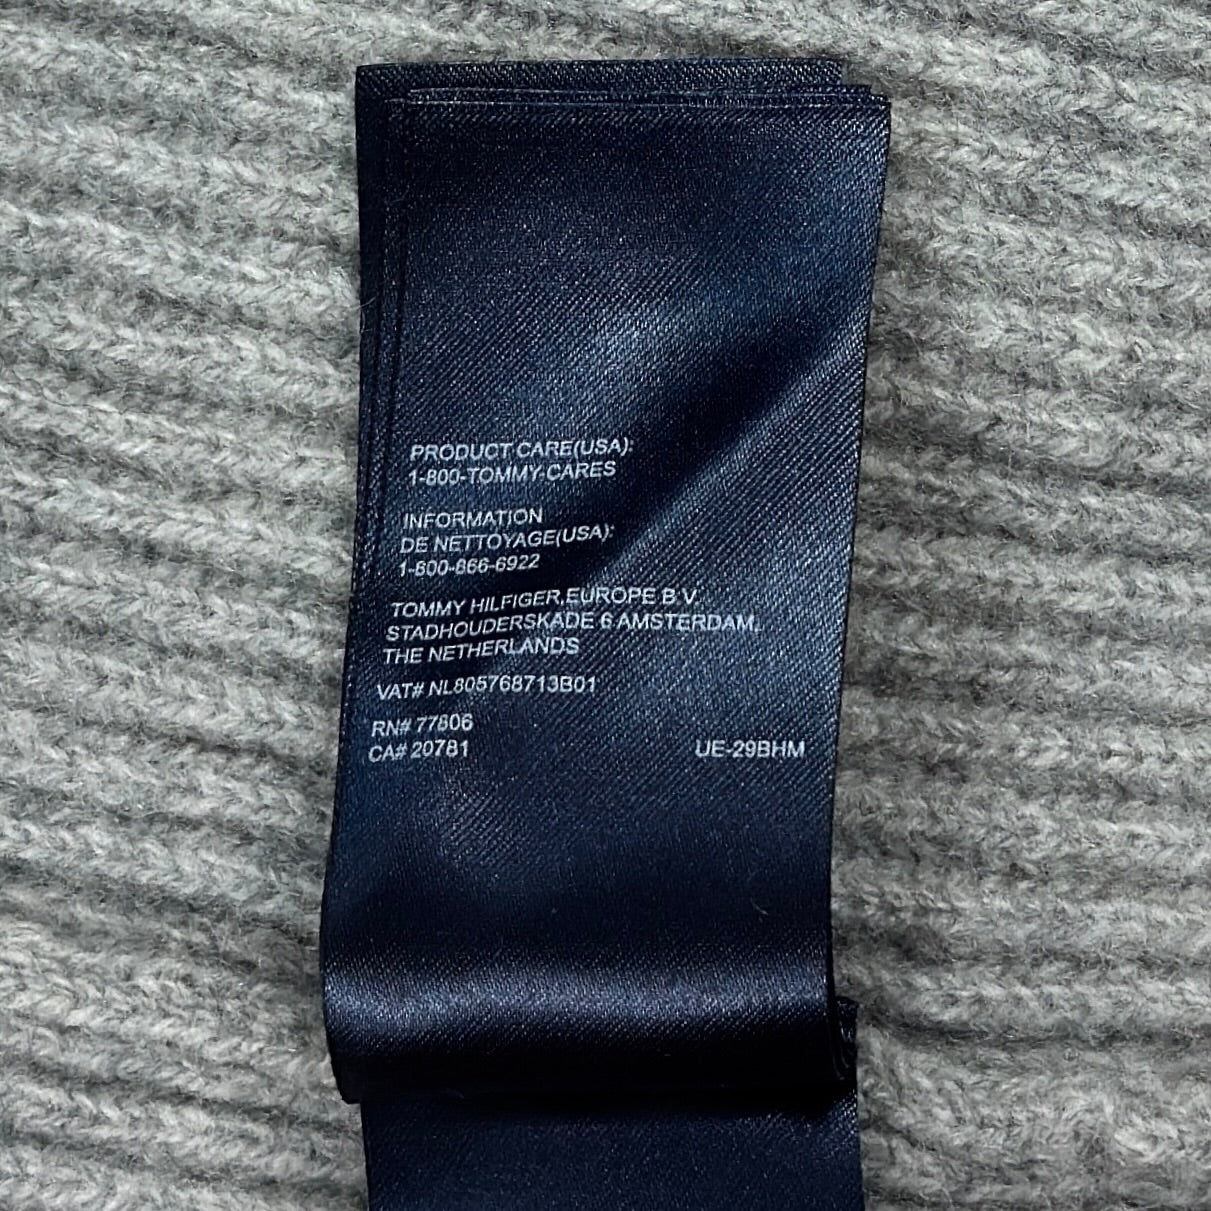 PRODUCT CARE(USA):
1-800-TOMMY-CARES
INFORMATION
DE NETTOYAGE(USA):
1-800-866-6922
TOMMY HILFIGER EUROPE B.V.
STADHOUDERSKADE 6 AMSTERDAM,
THE NETHERLANDS
VAT# NL805768713B01
RN# 77806
CA# 20781
UE-29BHM